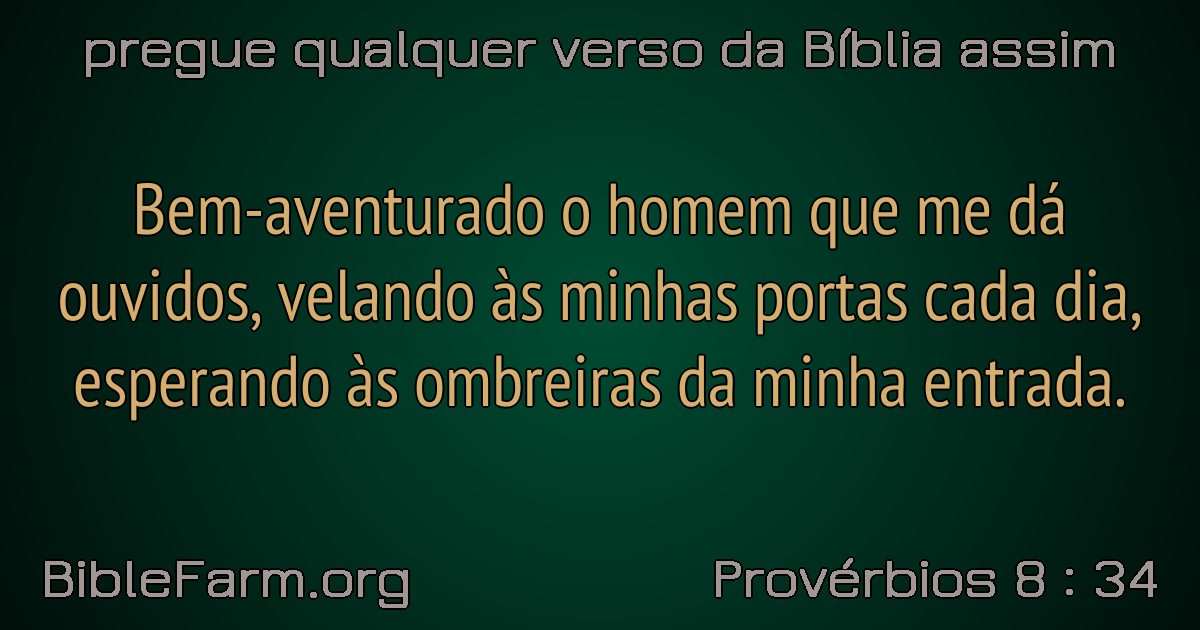 pregue qualquer verso da Bíblia assim
Bem-aventurado o homem que me dá
ouvidos, velando às minhas portas cada dia,
esperando às ombreiras da minha entrada.
BibleFarm.org
Provérbios 8 : 34